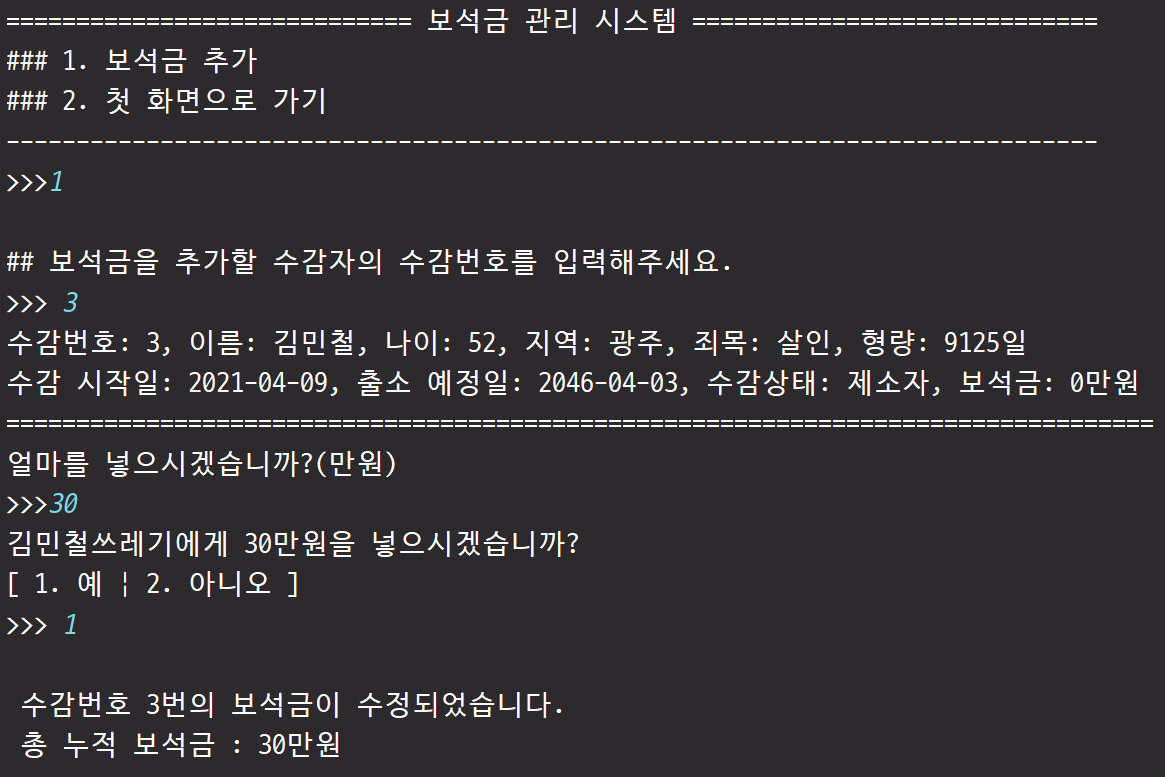 ============================= 보석금 관리 시스템 =============================
### 1. 보석금 추가
### 2. 첫 화면으로 가기
------------------------------------------------------------------------------
>>>1
## 보석금을 추가할 수감자의 수감번호를 입력해주세요.
>>> 3
수감번호: 3, 이름: 김민철, 나이: 52, 지역: 광주, 죄목: 살인, 형량: 9125일
수감 시작일: 2021-04-09, 출소 예정일: 2046-04-03, 수감상태: 제소자, 보석금: 0만원
==================================================================================
얼마를 넣으시겠습니까?(만원)
>>>30
김민철쓰레기에게 30만원을 넣으시겠습니까?
[ 1. 예 ¦ 2. 아니오 ]
>>> 1
수감번호 3번의 보석금이 수정되었습니다.
총 누적 보석금 : 30만원